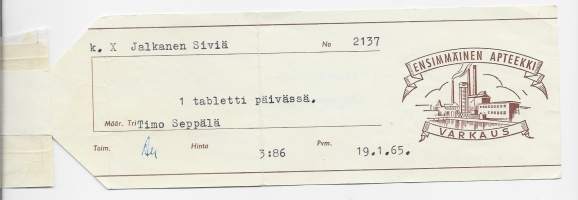 k. X Jalkanen Siviä No 2137
ENSIMMÄINEN APTEEKKI
1 tabletti päivässä.
VARKAUS
Määr. Tri Timo Seppälä
Toim. Hinta 3:86 Pvm. 19.1.65.